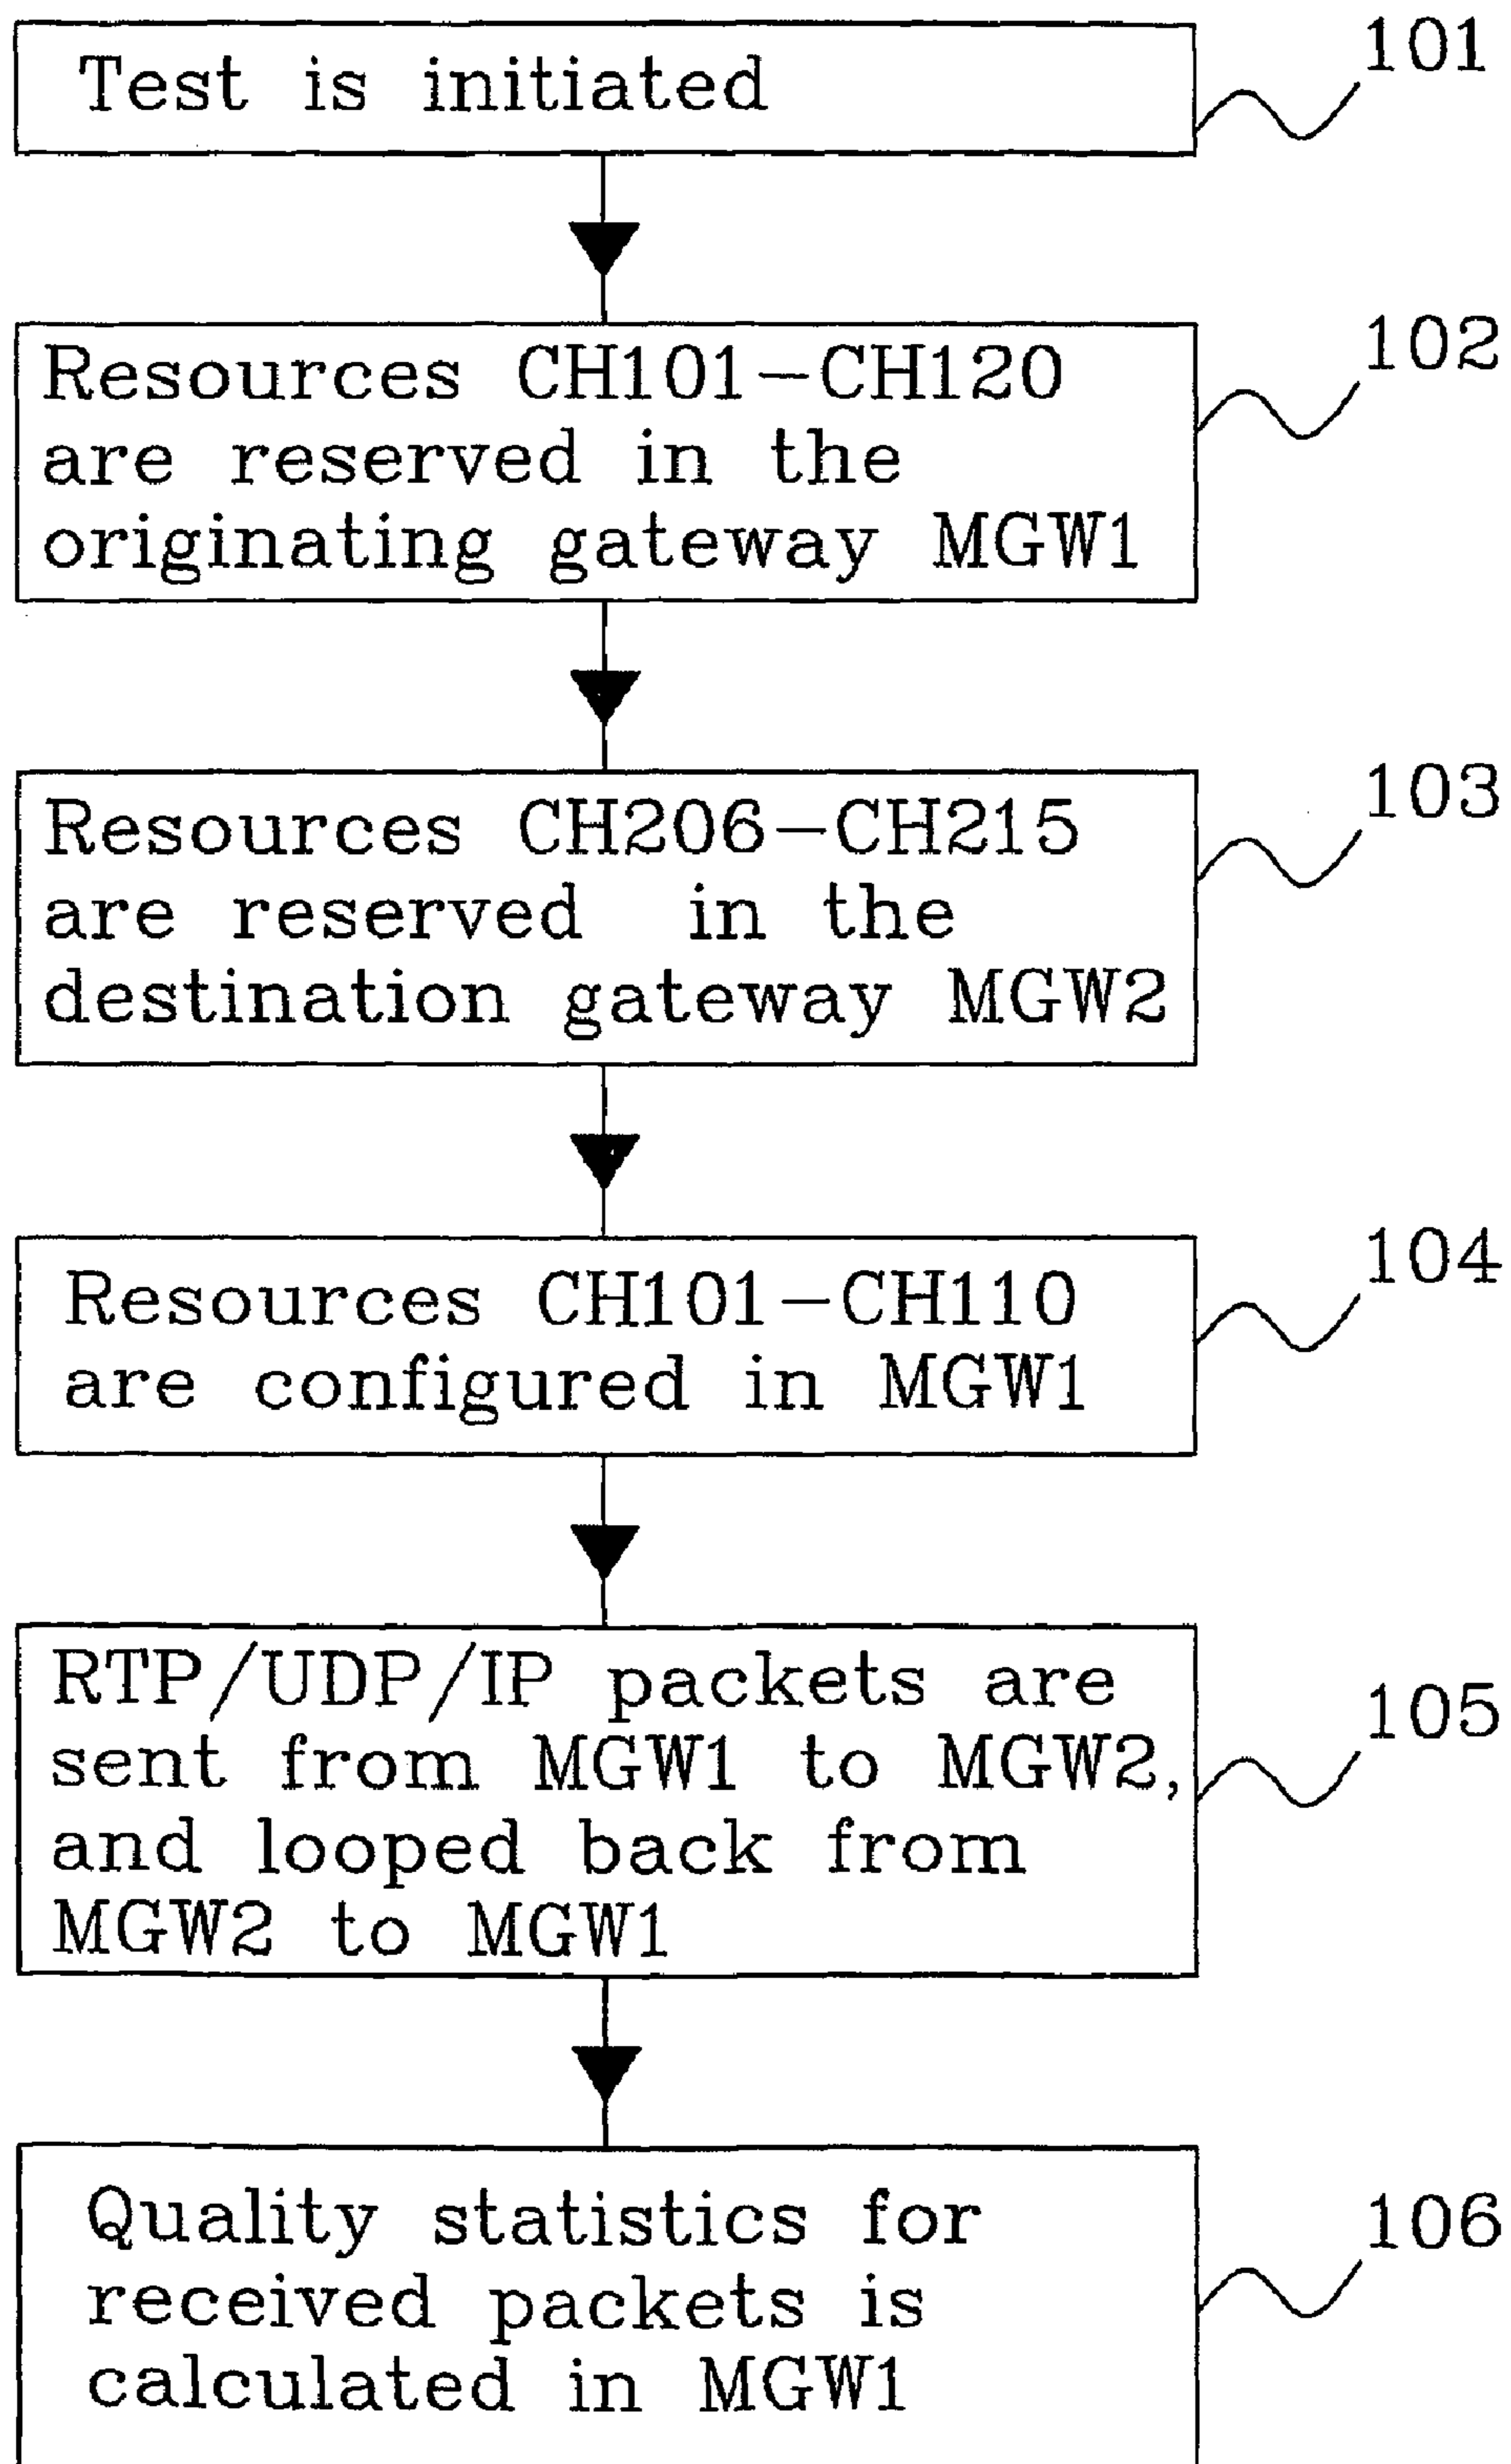 Test is initiated
101
Resources CH101-CH120
are reserved in the
originating gateway MGW1
102
Resources CH206-CH215
are reserved in the
destination gateway MGW2
103
Resources CH101-CH110
are configured in MGW1
104
RTP/UDP/IP packets are
sent from MGW1 to MGW2,
and looped back from
MGW2 to MGW1
105
Quality statistics for
received packets is
calculated in MGW1
106